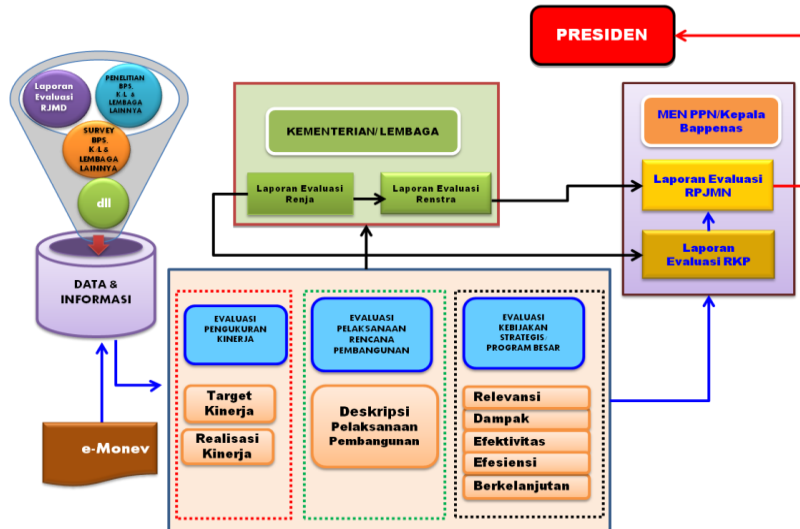 PRESIDEN
Laporan
Evaluasi
RJMD
PENELITIAN
BPS,
K-L &
LEMBAGA
LAINNYA
SURVEY
BPS,
K-L &
LEMBAGA
LAINNYA
dll
DATA &
INFORMASI
e-Monev
KEMENTERIAN/ LEMBAGA
Laporan Evaluasi
Renja
Laporan Evaluasi
Renstra
MEN PPN/Kepala
Bappenas
Laporan Evaluasi
RPJMN
Laporan
Evaluasi RKP
EVALUASI
PENGUKURAN
KINERJA
Target
Kinerja
Realisasi
Kinerja
EVALUASI
PELAKSANAAN
RENCANA
PEMBANGUNAN
Deskripsi
Pelaksanaan
Pembangunan
EVALUASI
KEBIJAKAN
STRATEGIS
PROGRAM BESAR
Relevansi
Dampak
Efektivitas
Efesiensi
Berkelanjutan